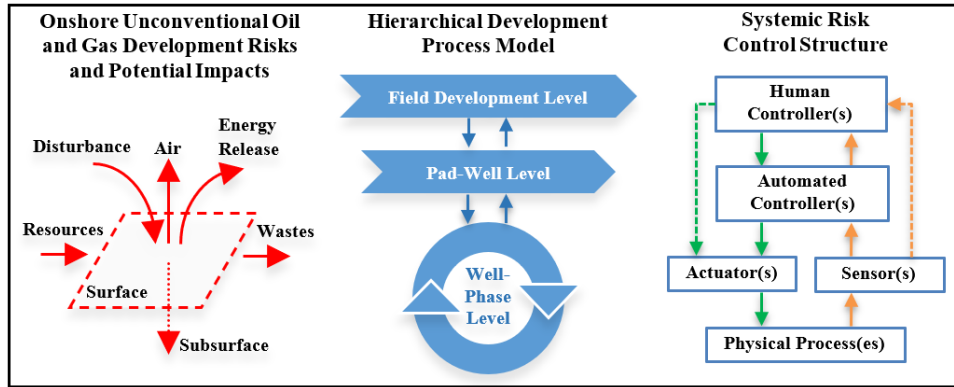 Onshore Unconventional Oil
and Gas Development Risks
and Potential Impacts
Disturbance
Air
Energy
Release
Resources
Wastes
Surface
Subsurface
Hierarchical Development
Process Model
Field Development Level
Pad-Well Level
Well-
Phase
Level
Systemic Risk
Control Structure
Human
Controller(s)
Automated
Controller(s)
Actuator(s)
Sensor(s)
Physical Process(es)